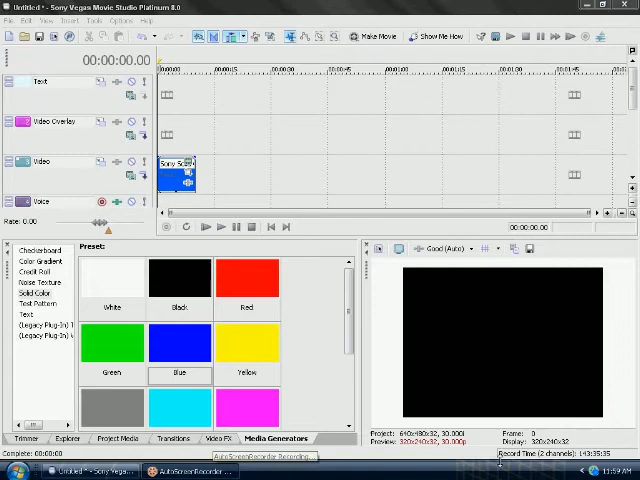 Untitled * - Sony Vegas Movie Studio Platinum 8.0
File Edit View Insert Tools Options Help
Make Movie Show Me How
00:00:00.00
00:00:15 00:00:30 00:00:45 00:01:00 00:01:15 00:01:30 00:01:45
Text
Video Overlay
Video
Voice
Rate: 0.00
00:00:00.00
Checkerboard
Color Gradient
Credit Roll
Noise Texture
Solid Color
Test Pattern
Text
(Legacy Plug-In)
(Legacy Plug-In)
Preset:
White Black Red
Green Blue Yellow
Good (Auto)
Project: 640x480x32, 30.000i
Preview: 320x240x32, 30.000p
Frame: 0
Display: 320x240x32
Trimmer Explorer Project Media Transitions Video FX Media Generators
Complete: 00:00:00
AutoScreenRecorder Recording...
Record Time (2 channels): 143:35:35
Untitled * - Sony Vegas...
AutoScreenRecorder ...
11:59 AM